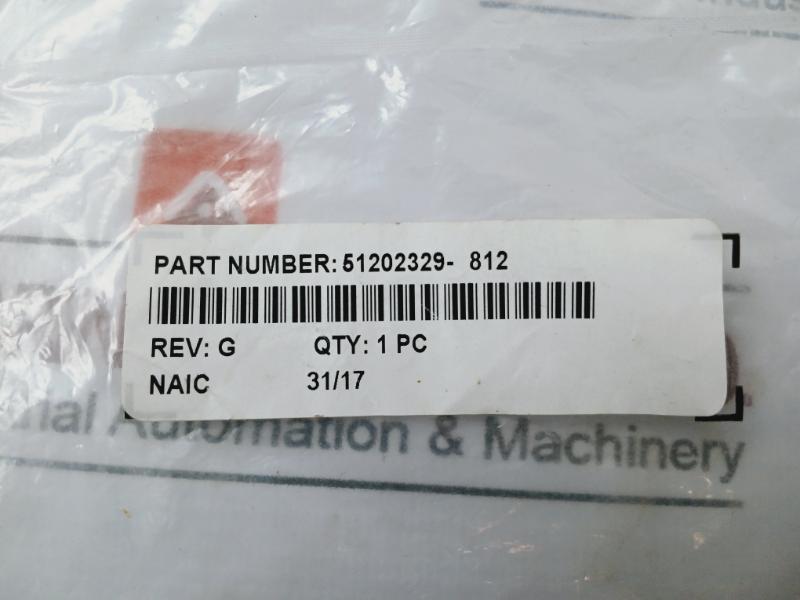 PART NUMBER: 51202329- 812
REV: G QTY: 1 PC
NAIC 31/17
Automation & Machinery